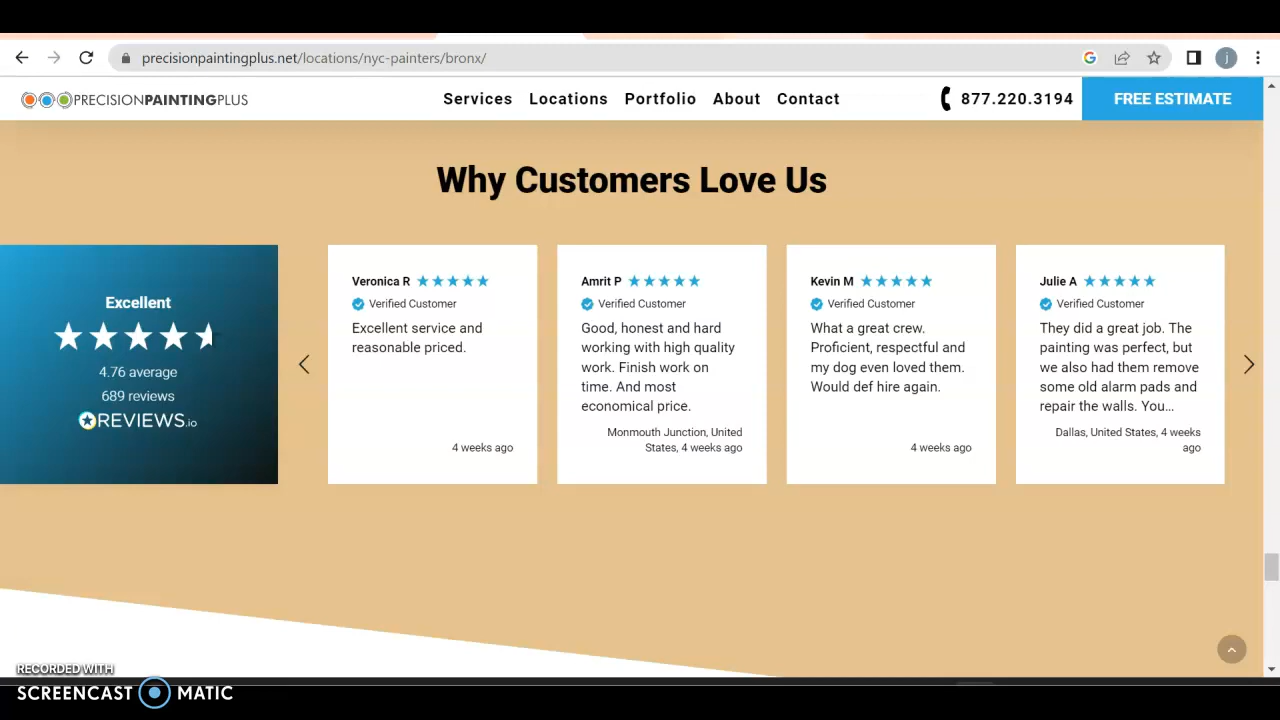 precisionpaintingplus.net/locations/nyc-painters/bronx/
j
PRECISIONPAINTINGPLUS
Services Locations Portfolio About Contact
877.220.3194
FREE ESTIMATE
Why Customers Love Us
Excellent
4.76 average
689 reviews
REVIEWS.io
Veronica R
Verified Customer
Excellent service and
reasonable priced.
4 weeks ago
Amrit P
Verified Customer
Good, honest and hard
working with high quality
work. Finish work on
time. And most
economical price.
Monmouth Junction, United
States, 4 weeks ago
Kevin M
Verified Customer
What a great crew.
Proficient, respectful and
my dog even loved them.
Would def hire again.
4 weeks ago
Julie A
Verified Customer
They did a great job. The
painting was perfect, but
we also had them remove
some old alarm pads and
repair the walls. You...
Dallas, United States, 4 weeks
ago
RECORDED WITH
SCREENCAST MATIC